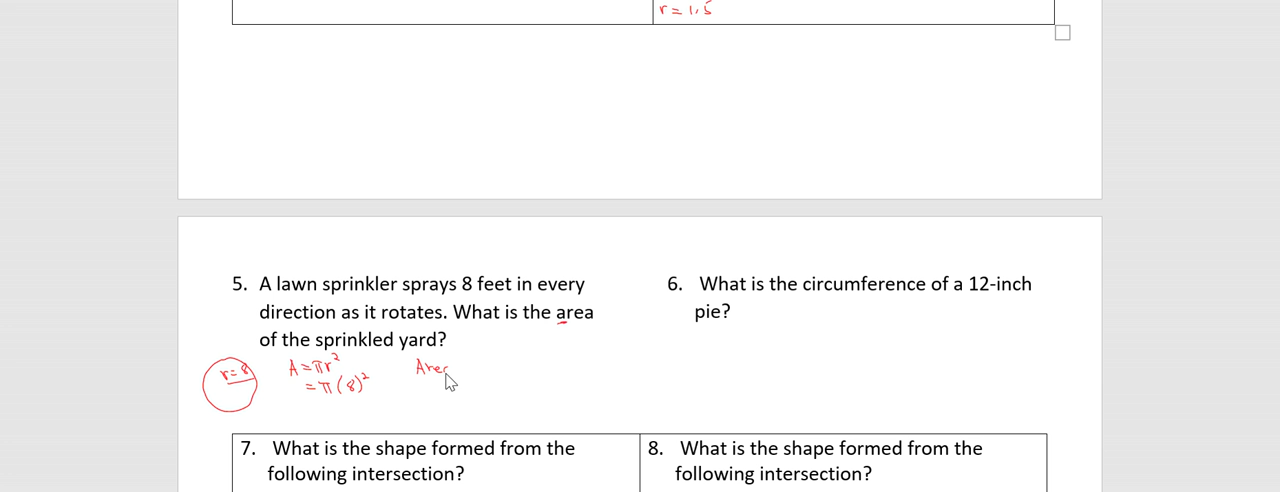 r = 1.5
5. A lawn sprinkler sprays 8 feet in every
direction as it rotates. What is the area
of the sprinkled yard?
r = 8
A = πr²
= π(8)²
Area
6. What is the circumference of a 12-inch
pie?
7. What is the shape formed from the
following intersection?
8. What is the shape formed from the
following intersection?